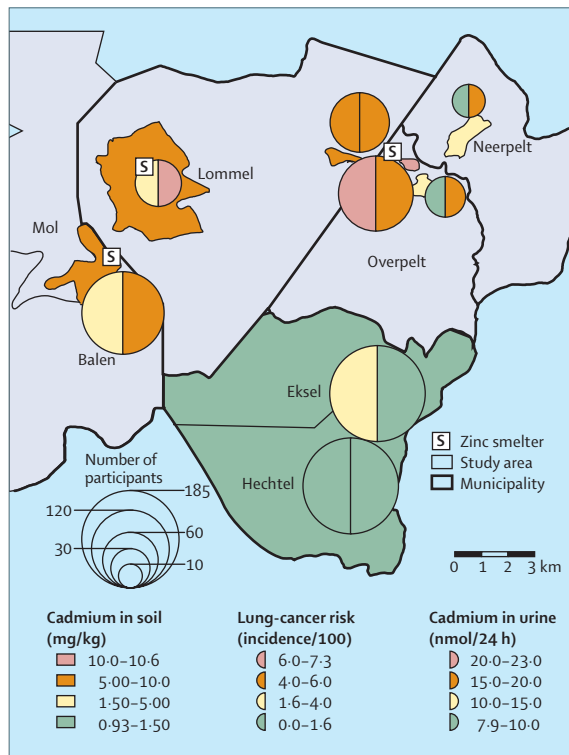 S
Neerpelt
S
S
Lommel
Mol
S
Overpelt
Balen
Eksel
Hechtel
Number of
participants
185
120
60
30
10
S Zinc smelter
Study area
Municipality
0 1 2 3 km
Cadmium in soil
(mg/kg)
10·0–10·6
5·00–10·0
1·50–5·00
0·93–1·50
Lung-cancer risk
(incidence/100)
6·0–7·3
4·0–6·0
1·6–4·0
0·0–1·6
Cadmium in urine
(nmol/24 h)
20·0–23·0
15·0–20·0
10·0–15·0
7·9–10·0